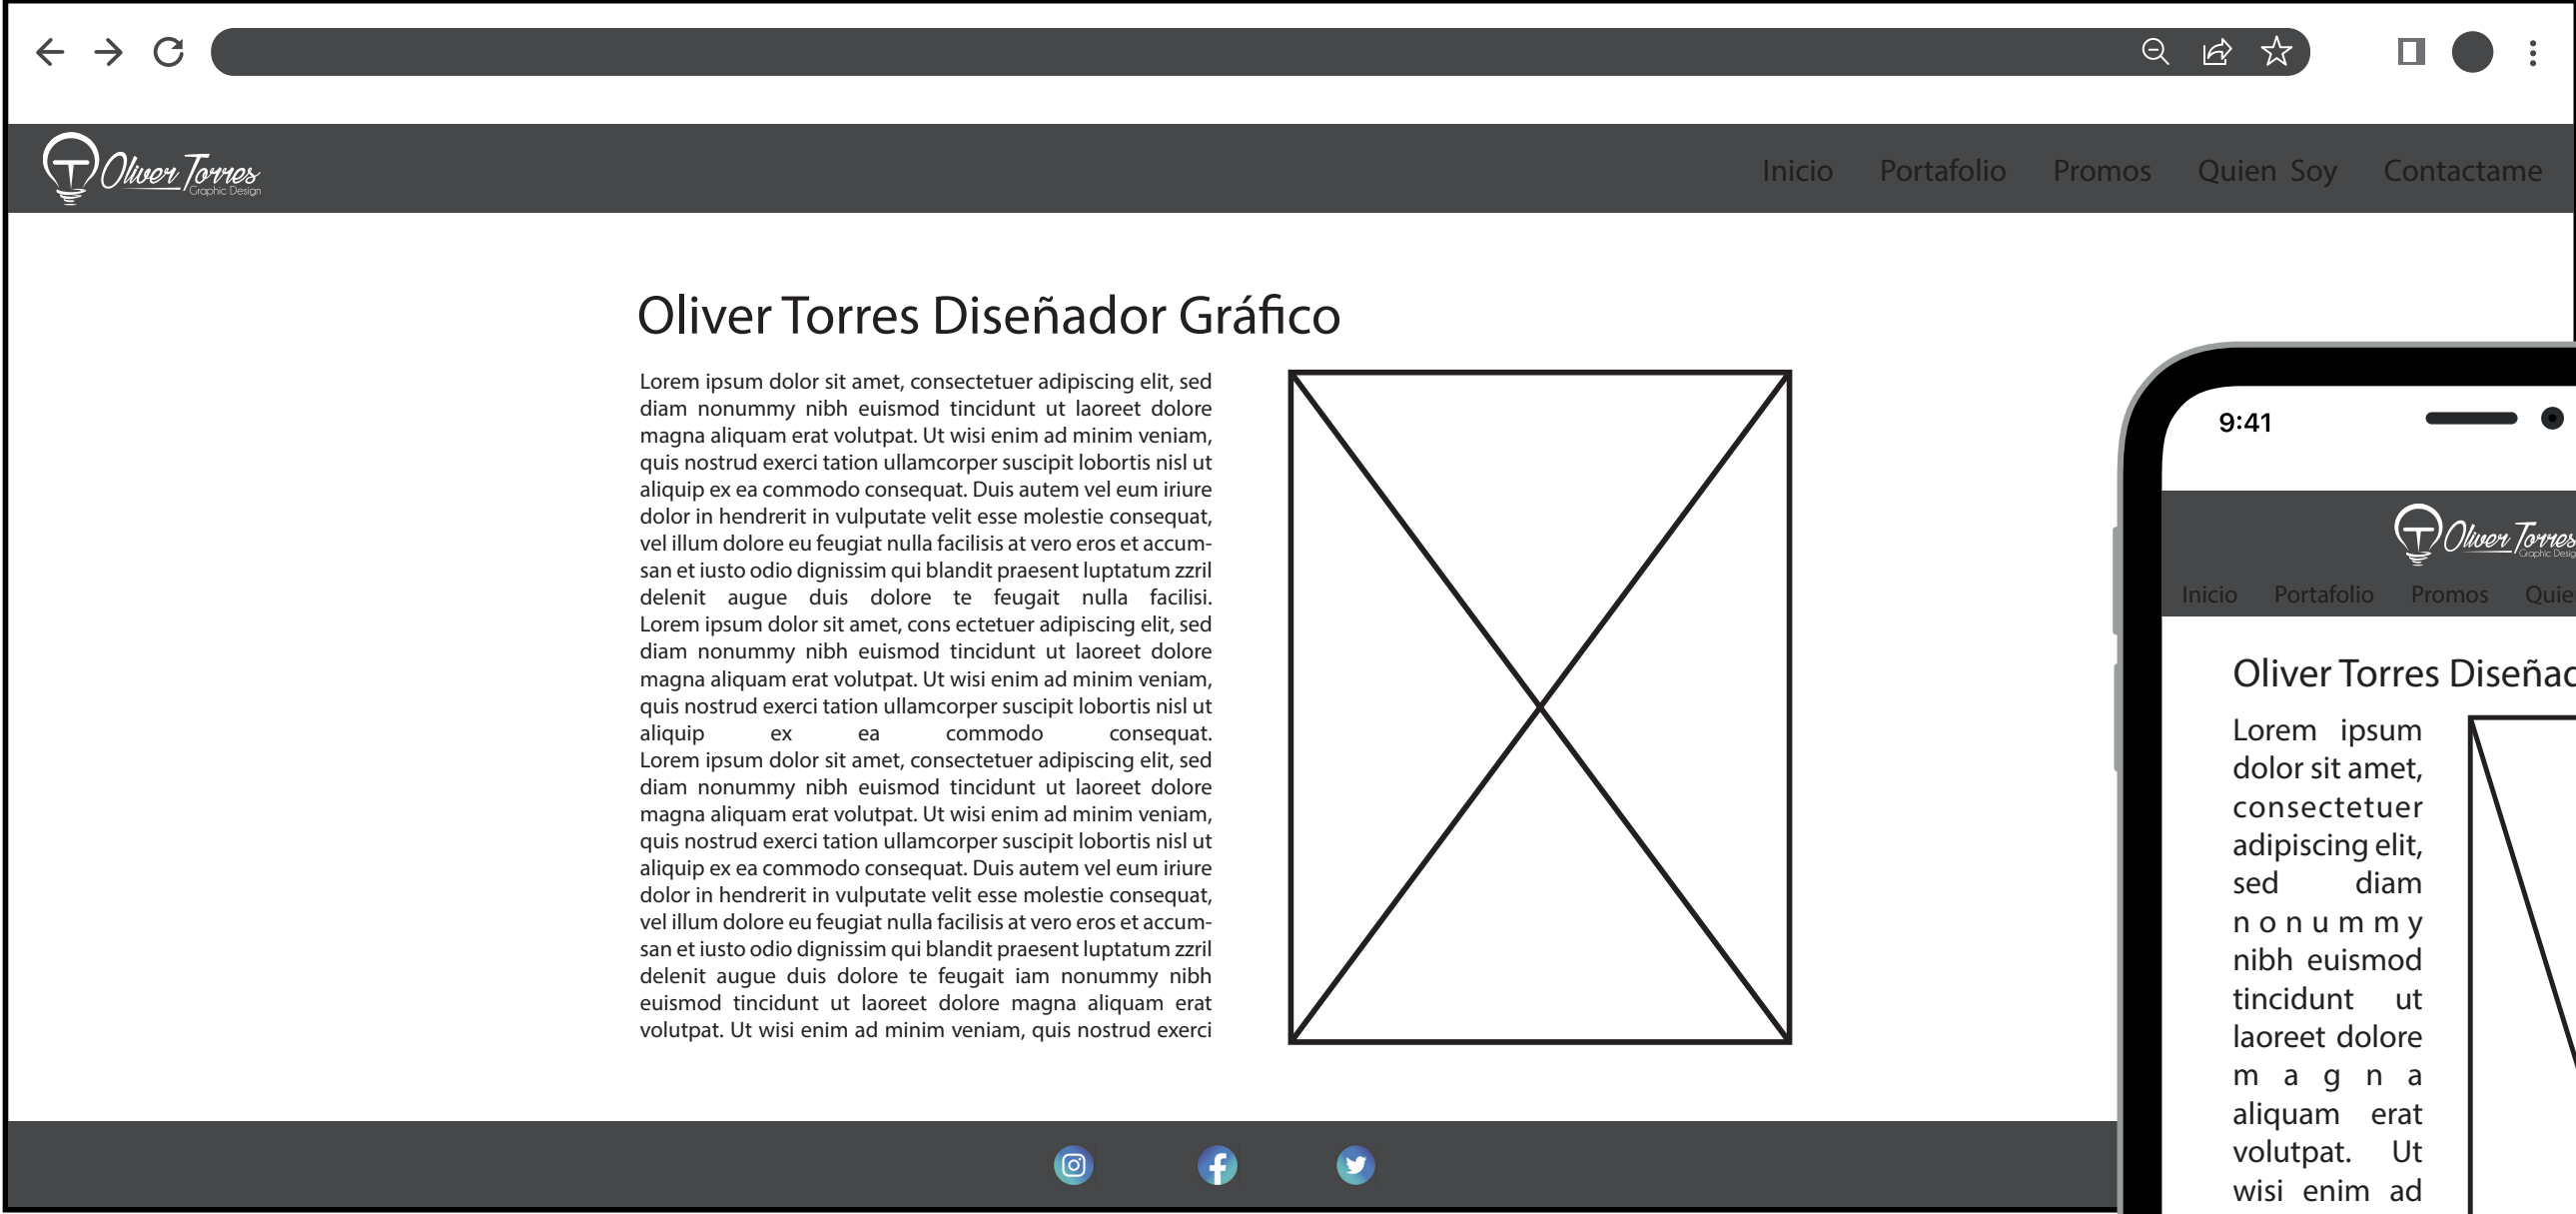 Oliver Torres
Graphic Design
Inicio Portafolio Promos Quien Soy Contactame
Oliver Torres Diseñador Gráfico
Lorem ipsum dolor sit amet, consectetuer adipiscing elit, sed
diam nonummy nibh euismod tincidunt ut laoreet dolore
magna aliquam erat volutpat. Ut wisi enim ad minim veniam,
quis nostrud exerci tation ullamcorper suscipit lobortis nisl ut
aliquip ex ea commodo consequat. Duis autem vel eum iriure
dolor in hendrerit in vulputate velit esse molestie consequat,
vel illum dolore eu feugiat nulla facilisis at vero eros et accum-
san et iusto odio dignissim qui blandit praesent luptatum zzril
delenit augue duis dolore te feugait nulla facilisi.
Lorem ipsum dolor sit amet, cons ectetuer adipiscing elit, sed
diam nonummy nibh euismod tincidunt ut laoreet dolore
magna aliquam erat volutpat. Ut wisi enim ad minim veniam,
quis nostrud exerci tation ullamcorper suscipit lobortis nisl ut
aliquip ex ea commodo consequat.
Lorem ipsum dolor sit amet, consectetuer adipiscing elit, sed
diam nonummy nibh euismod tincidunt ut laoreet dolore
magna aliquam erat volutpat. Ut wisi enim ad minim veniam,
quis nostrud exerci tation ullamcorper suscipit lobortis nisl ut
aliquip ex ea commodo consequat. Duis autem vel eum iriure
dolor in hendrerit in vulputate velit esse molestie consequat,
vel illum dolore eu feugiat nulla facilisis at vero eros et accum-
san et iusto odio dignissim qui blandit praesent luptatum zzril
delenit augue duis dolore te feugait iam nonummy nibh
euismod tincidunt ut laoreet dolore magna aliquam erat
volutpat. Ut wisi enim ad minim veniam, quis nostrud exerci
9:41
Oliver Torres
Graphic Desig
Inicio Portafolio Promos Quie
Oliver Torres Diseñad
Lorem ipsum
dolor sit amet,
consectetuer
adipiscing elit,
sed diam
nonummy
nibh euismod
tincidunt ut
laoreet dolore
magna
aliquam erat
volutpat. Ut
wisi enim ad